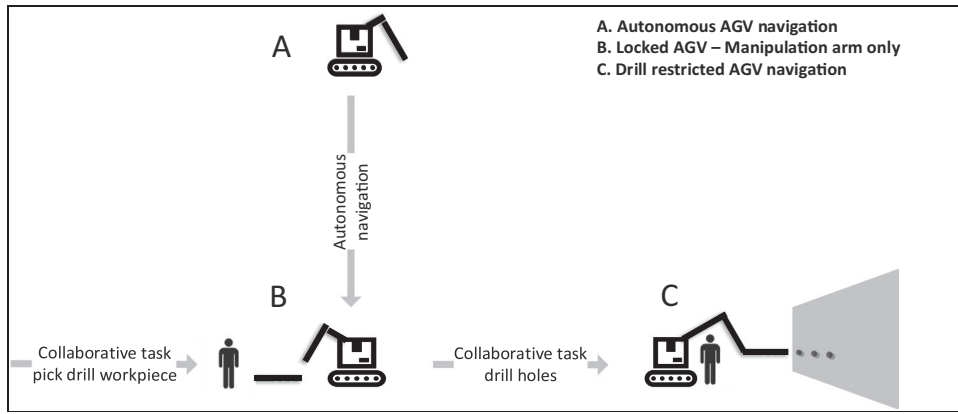 A
A. Autonomous AGV navigation
B. Locked AGV – Manipulation arm only
C. Drill restricted AGV navigation
Autonomous
navigation
B
C
Collaborative task
pick drill workpiece
Collaborative task
drill holes